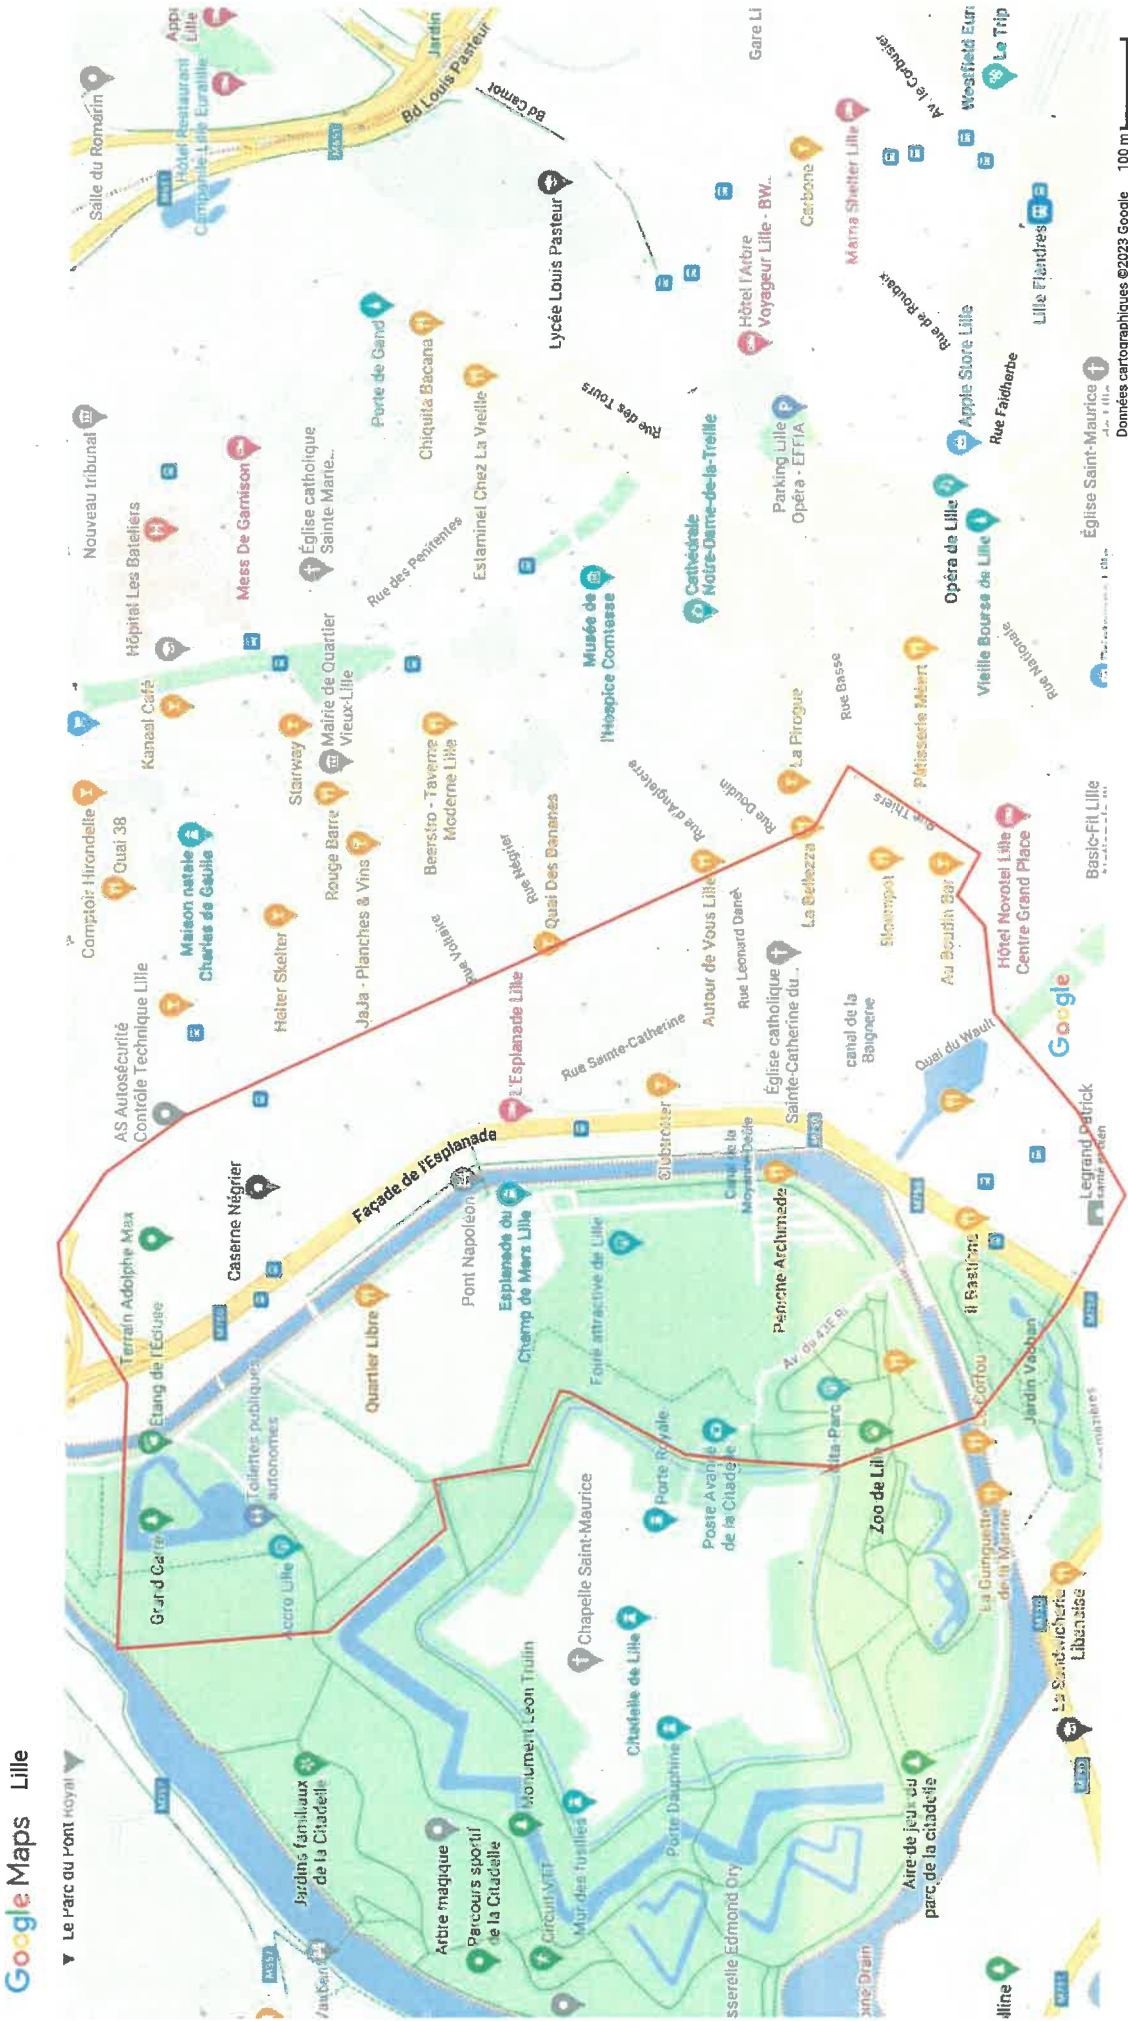 Google Maps Lille
Le Parc du Pont Royal
Salle du Romarin
Hôtel Restaurant
Campanile Lille Euralille
Lille
M651
Bd Louis Pasteur
Jardin
Bd Carnot
Gare Li
Av. le Corbusier
Westfield Eur
Le Trip
Lycée Louis Pasteur
Carbone
Mama Shelter Lille
Hôtel l'Arbre
Voyageur Lille - BW...
Rue de Roubaix
Lille Flandres
Nouveau tribunal
Porte de Gand
Chiquita Bacana
Rue des Tours
Apple Store Lille
Rue Faidherbe
Église Saint-Maurice
Hôpital Les Bateliers
Mess De Garnison
Église catholique
Sainte Marie...
Rue des Pénitentes
Estaminet Chez La Vieille
Cathédrale
Notre-Dame-de-la-Treille
Parking Lille
Opéra - EFFIA
Opéra de Lille
Vieille Bourse de Lille
Rue Nationale
Kanaal Café
Stairway
Mairie de Quartier
Vieux-Lille
Musée de
l'Hospice Comtesse
La Pirogue
Rue Basse
Pâtisserie Méert
Comptoir Hirondelle
Quai 38
Maison natale
Charles de Gaulle
Rouge Barre
JaJa - Planches & Vins
Beerstro - Taverne
Moderne Lille
Rue d'Angleterre
Rue Doudin
Rue Thiers
Rue Négrier
Quai Des Dananes
La Bellezza
Bloempot
Au Boudin Bar
Hôtel Novotel Lille
Centre Grand Place
Basic-Fit Lille
Helter Skelter
Rue Voltaire
Autour de Vous Lille
Rue Léonard Danel
AS Autosécurité
Contrôle Technique Lille
L'Esplanade Lille
Rue Sainte-Catherine
Église catholique
Sainte-Catherine du...
canal de la
Baignerie
Quai du Wault
Google
Terrain Adolphe Max
Caserne Négrier
Façade de l'Esplanade
Pont Napoléon
Esplanade du
Champ de Mars Lille
Clubtrotter
Canal de la
Moyenne-Deûle
Legrand Patrick
Étang de l'Écluse
Toilettes publiques
autonomes
Quartier Libre
Foire attractive de Lille
Péniche Archimède
Av. du 43E RI
Il Bastione
Jardin Vauban
Grand Carré
Accro Lille
Chapelle Saint-Maurice
Porte Royale
Poste Avancé
de la Citadelle
Cita-Parc
Zoo de Lille
Corfou
La Guinguette
de la Marine
La Sandwicherie
Libanaise
Jardins familiaux
de la Citadelle
Monument Léon Trulin
Citadelle de Lille
Porte Dauphine
Arbre magique
Parcours sportif
de la Citadelle
Circuit VTT
Mur des fusillés
Aire de jeux du
parc de la citadelle
sserelle Edmond Ory
Données cartographiques ©2023 Google 100 m